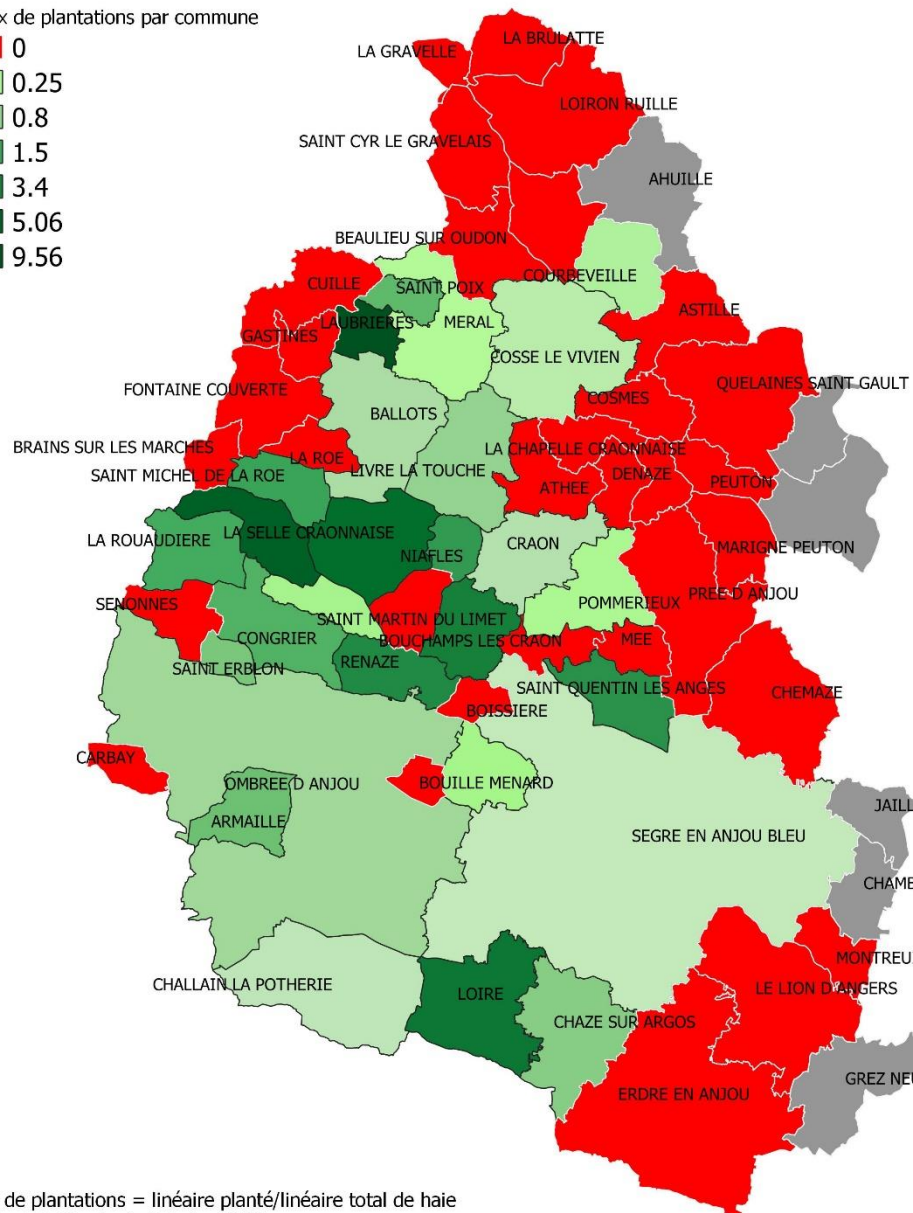 x de plantations par commune
0
0.25
0.8
1.5
3.4
5.06
9.56
LA BRULATTE
LA GRAVELLE
LOIRON RUILLE
SAINT CYR LE GRAVELAIS
AHUILLE
BEAULIEU SUR OUDON
COURBEVEILLE
CUILLE
SAINT POIX
ASTILLE
LAUBRIERES
MERAL
GASTINES
COSSE LE VIVIEN
QUELAINES SAINT GAULT
FONTAINE COUVERTE
COSMES
BALLOTS
BRAINS SUR LES MARCHES
LA CHAPELLE CRAONNAISE
LA ROE
SAINT MICHEL DE LA ROE
LIVRE LA TOUCHE
DENAZE
PEUTON
ATHEE
LA SELLE CRAONNAISE
LA ROUAUDIERE
CRAON
MARIGNE PEUTON
NIAFLES
PREE D ANJOU
SENONNES
POMMERIEUX
SAINT MARTIN DU LIMET
CONGRIER
BOUCHAMPS LES CRAON
MEE
SAINT ERBLON
RENAZE
SAINT QUENTIN LES ANGES
CHEMAZE
BOISSIERE
CARBAY
OMBREE D ANJOU
BOUILLE MENARD
JAILL
ARMAILLE
SEGRE EN ANJOU BLEU
CHAME
MONTREUI
CHALLAIN LA POTHERIE
LE LION D'ANGERS
LOIRE
CHAZE SUR ARGOS
GREZ NEU
ERDRE EN ANJOU
de plantations = linéaire planté/linéaire total de haie